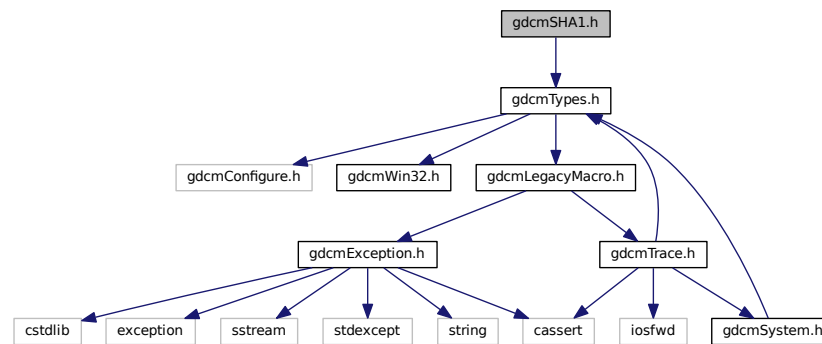 gdcmSHA1.h
gdcmTypes.h
gdcmConfigure.h
gdcmWin32.h
gdcmLegacyMacro.h
gdcmException.h
gdcmTrace.h
cstdlib
exception
sstream
stdexcept
string
cassert
iosfwd
gdcmSystem.h